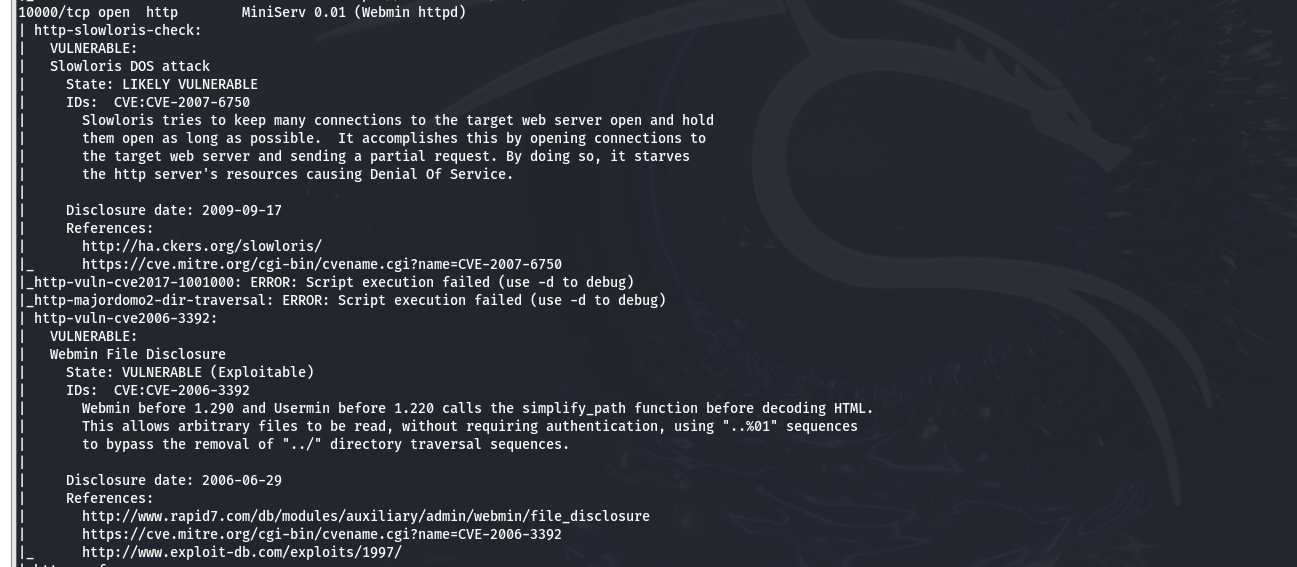 10000/tcp open  http        MiniServ 0.01 (Webmin httpd)
| http-slowloris-check:
|   VULNERABLE:
|   Slowloris DOS attack
|     State: LIKELY VULNERABLE
|     IDs:  CVE:CVE-2007-6750
|       Slowloris tries to keep many connections to the target web server open and hold
|       them open as long as possible.  It accomplishes this by opening connections to
|       the target web server and sending a partial request. By doing so, it starves
|       the http server's resources causing Denial Of Service.
|
|     Disclosure date: 2009-09-17
|     References:
|       http://ha.ckers.org/slowloris/
|_      https://cve.mitre.org/cgi-bin/cvename.cgi?name=CVE-2007-6750
|_http-vuln-cve2017-1001000: ERROR: Script execution failed (use -d to debug)
|_http-majordomo2-dir-traversal: ERROR: Script execution failed (use -d to debug)
| http-vuln-cve2006-3392:
|   VULNERABLE:
|   Webmin File Disclosure
|     State: VULNERABLE (Exploitable)
|     IDs:  CVE:CVE-2006-3392
|       Webmin before 1.290 and Usermin before 1.220 calls the simplify_path function before decoding HTML.
|       This allows arbitrary files to be read, without requiring authentication, using "..%01" sequences
|       to bypass the removal of "../" directory traversal sequences.
|
|     Disclosure date: 2006-06-29
|     References:
|       http://www.rapid7.com/db/modules/auxiliary/admin/webmin/file_disclosure
|       https://cve.mitre.org/cgi-bin/cvename.cgi?name=CVE-2006-3392
|_      http://www.exploit-db.com/exploits/1997/